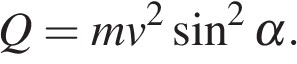 Q = mv² sin² α.